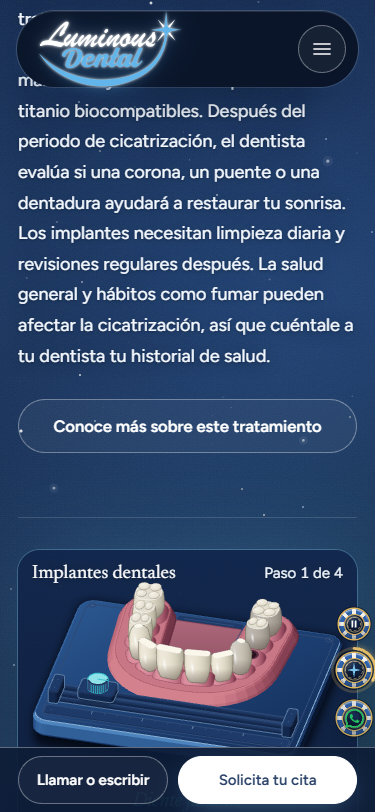 Luminous
Dental
titanio biocompatibles. Después del
periodo de cicatrización, el dentista
evalúa si una corona, un puente o una
dentadura ayudará a restaurar tu sonrisa.
Los implantes necesitan limpieza diaria y
revisiones regulares después. La salud
general y hábitos como fumar pueden
afectar la cicatrización, así que cuéntale a
tu dentista tu historial de salud.
Conoce más sobre este tratamiento
Implantes dentales
Paso 1 de 4
Llamar o escribir
Solicita tu cita